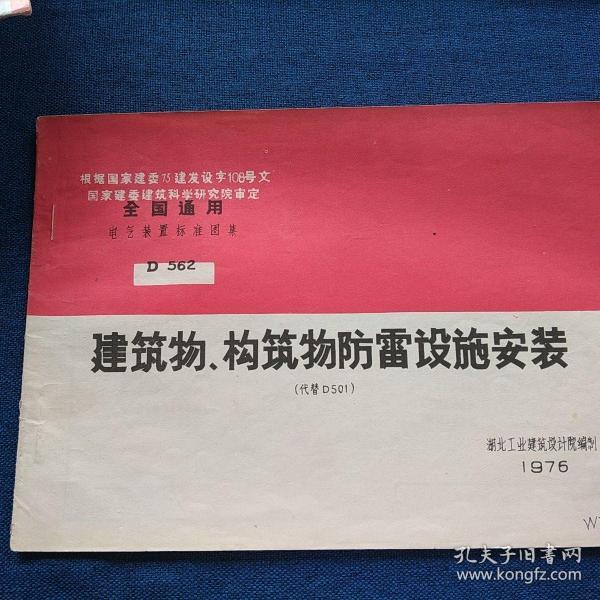 根据国家建委75建发设字108号文
国家建委建筑科学研究院审定
全国通用
电气装置标准图集
D 562
建筑物、构筑物防雷设施安装
(代替D501)
湖北工业建筑设计院编制
1976
孔夫子旧书网
www.kongfz.com